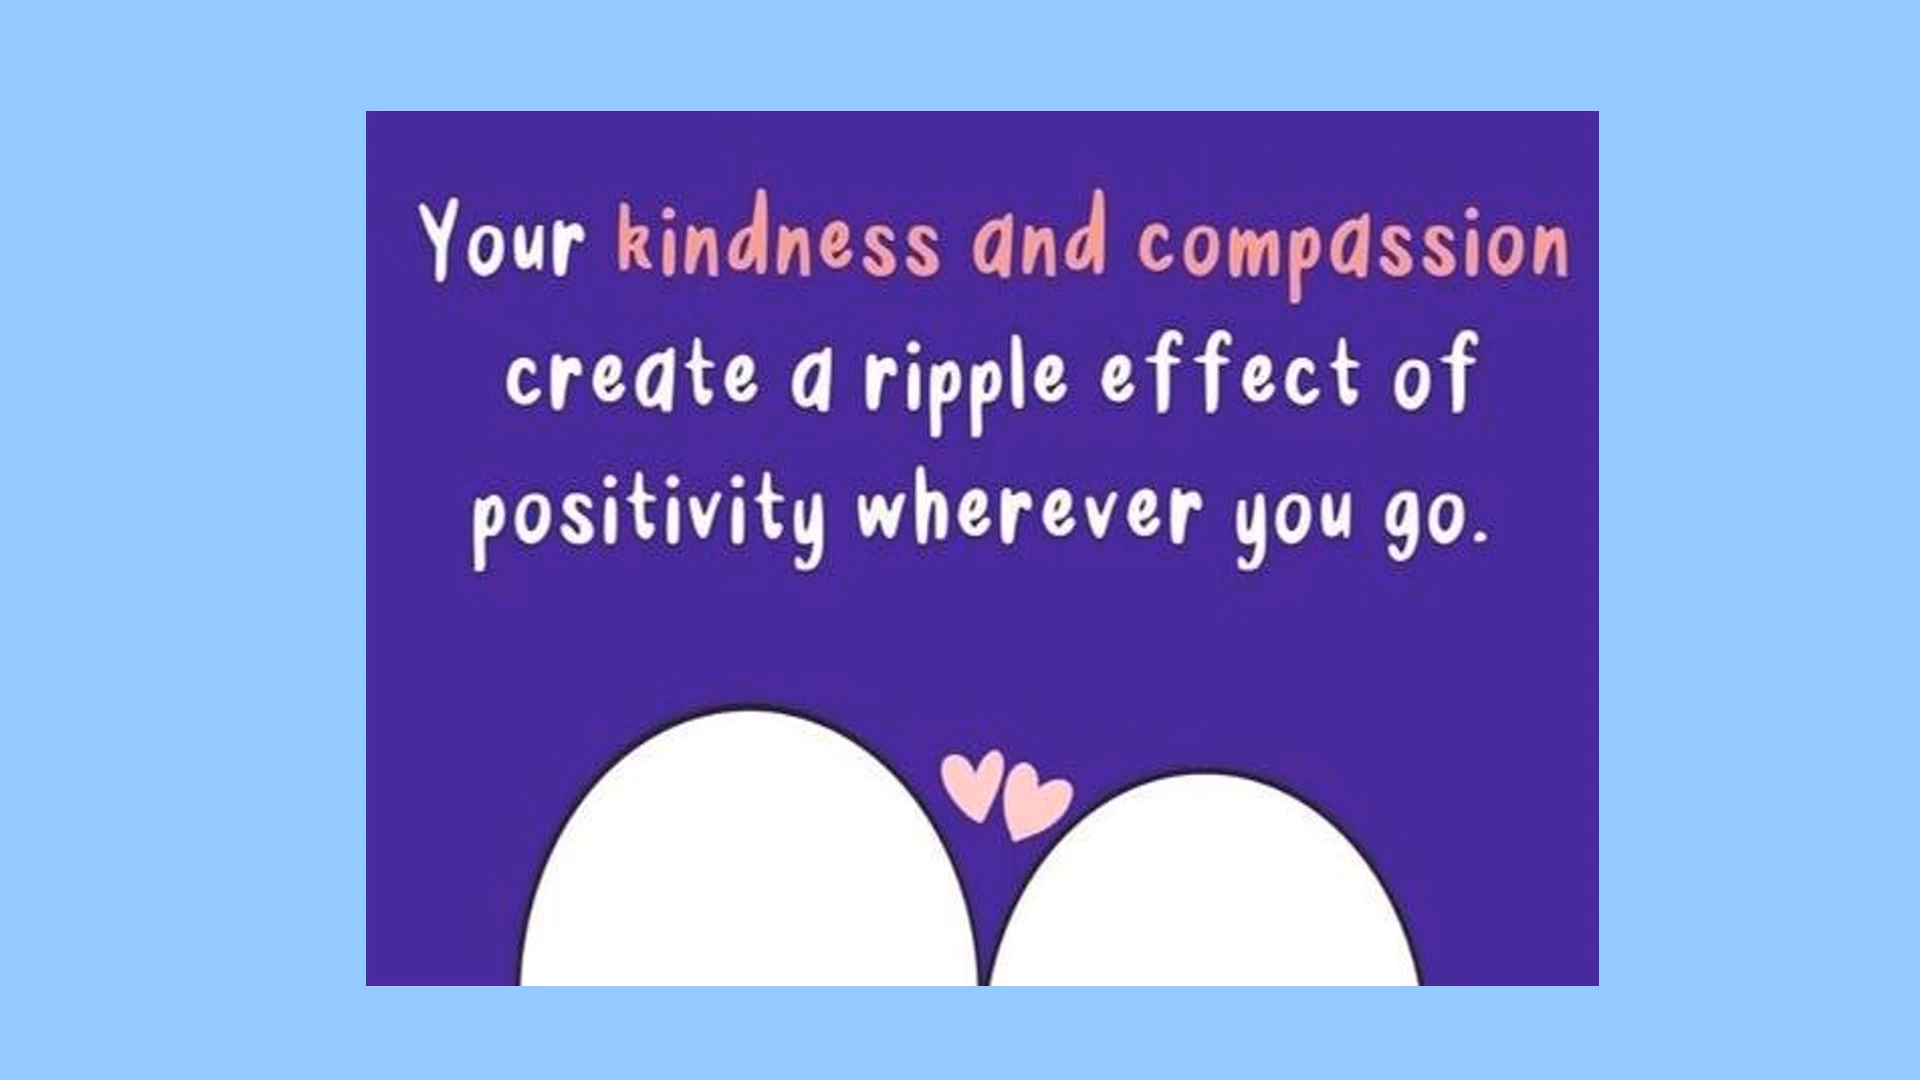 Your kindness and compassion
create a ripple effect of
positivity wherever you go.